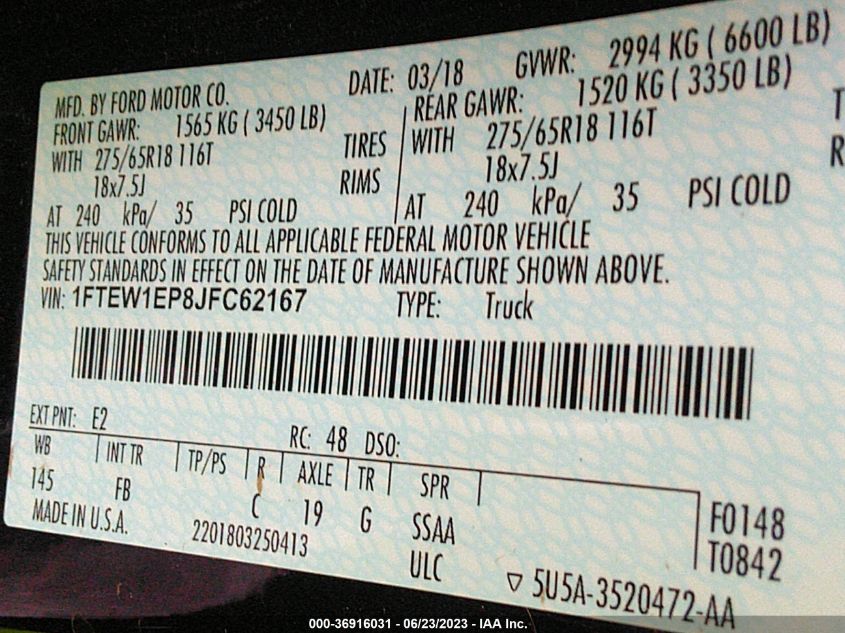 MFD. BY FORD MOTOR CO. DATE: 03/18 GVWR: 2994 KG ( 6600 LB)
FRONT GAWR: 1565 KG ( 3450 LB) REAR GAWR: 1520 KG ( 3350 LB)
WITH 275/65R18 116T TIRES WITH 275/65R18 116T T
18x7.5J RIMS 18x7.5J R
AT 240 kPa/ 35 PSI COLD AT 240 kPa/ 35 PSI COLD
THIS VEHICLE CONFORMS TO ALL APPLICABLE FEDERAL MOTOR VEHICLE
SAFETY STANDARDS IN EFFECT ON THE DATE OF MANUFACTURE SHOWN ABOVE.
VIN: 1FTEW1EP8JFC62167 TYPE: Truck
EXT PNT: E2 RC: 48 DSO:
WB INT TR TP/PS R AXLE TR SPR
145 FB C 19 G SSAA F0148
MADE IN U.S.A. 2201803250413 ULC T0842
▽ 5U5A-3520472-AA
000-36916031 - 06/23/2023 - IAA Inc.